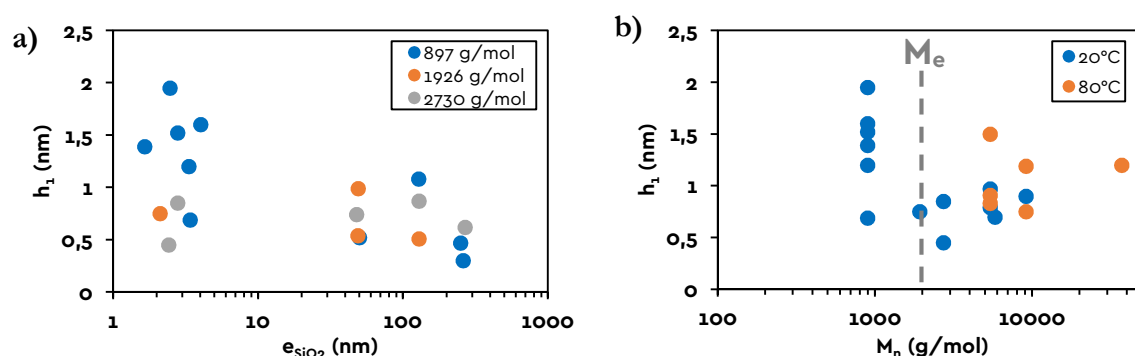 a)
2,5
2
1,5
1
0,5
0
h₁ (nm)
897 g/mol
1926 g/mol
2730 g/mol
1 10 100 1000
eSiO₂ (nm)
b)
2,5
2
1,5
1
0,5
0
h₁ (nm)
Me
20°C
80°C
100 1000 10000
Mn (g/mol)